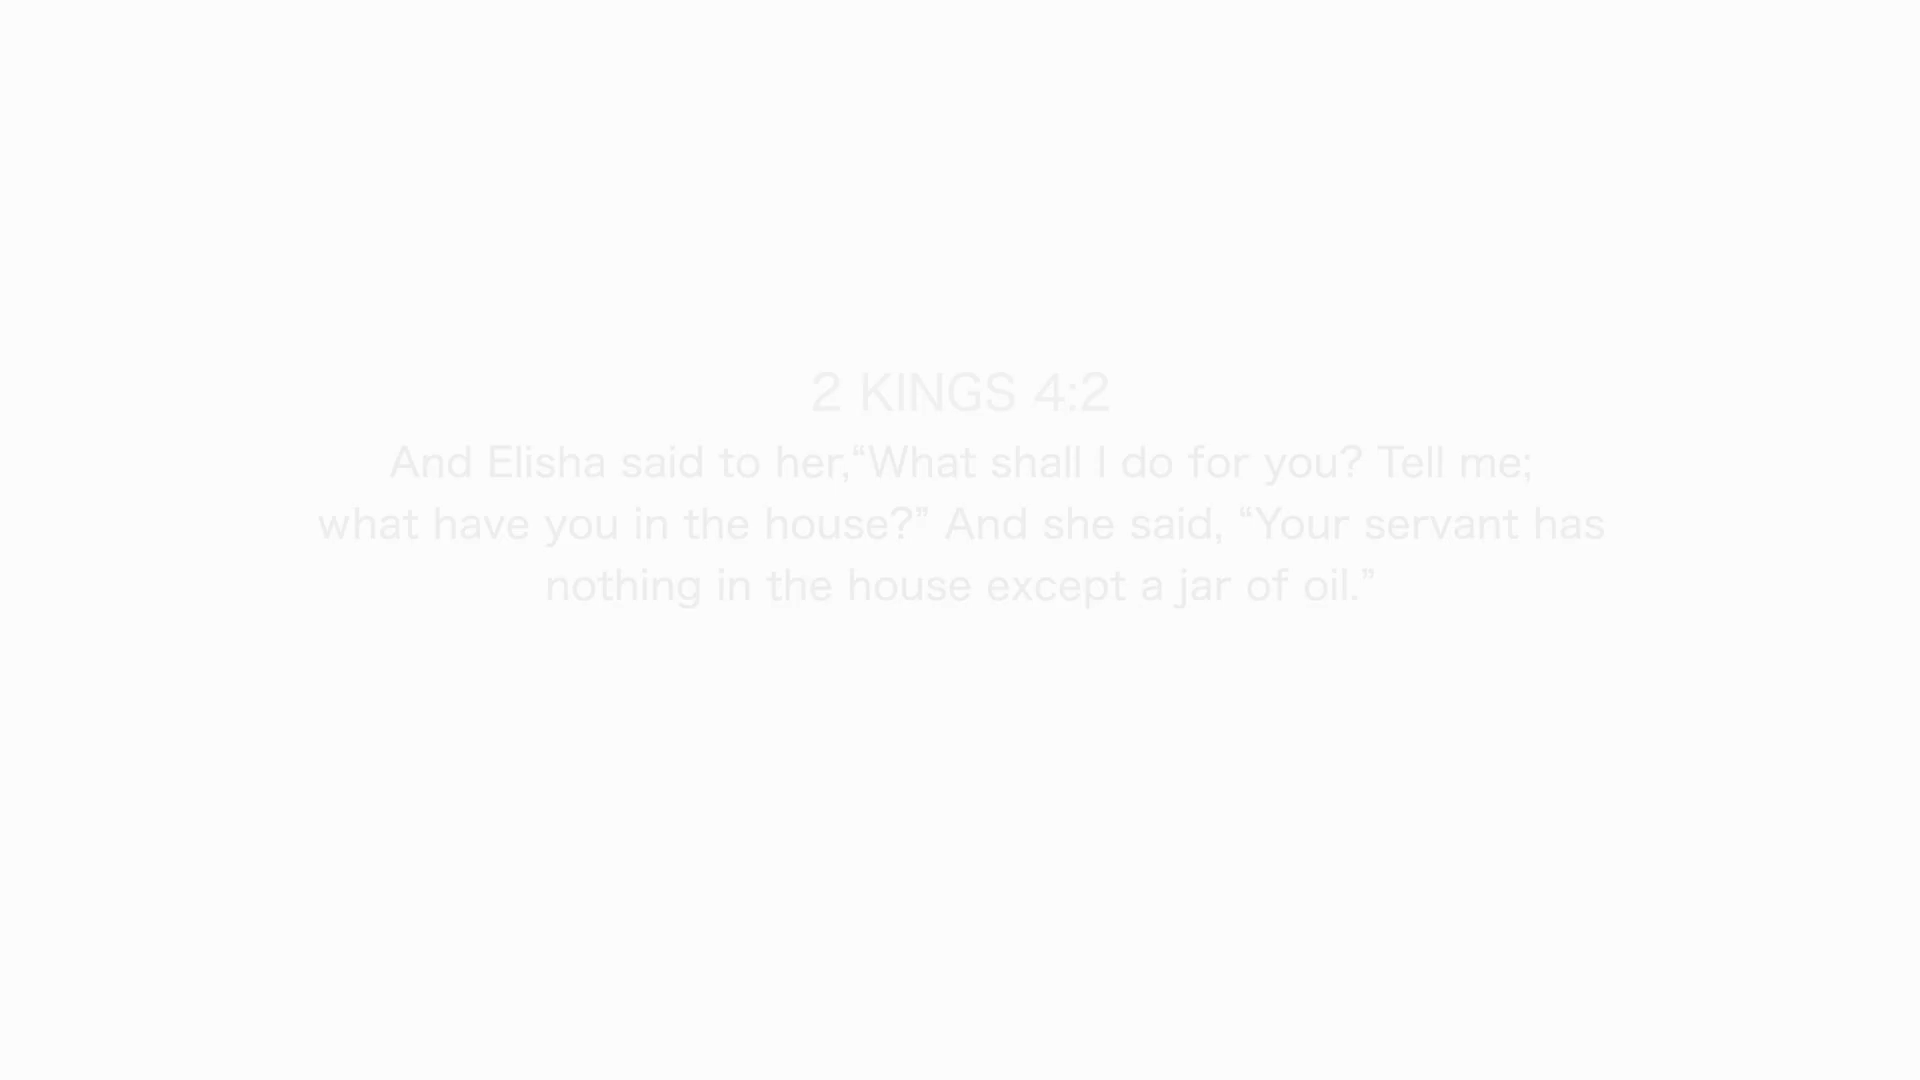 2 KINGS 4:2
And Elisha said to her,“What shall I do for you? Tell me;
what have you in the house?” And she said, “Your servant has
nothing in the house except a jar of oil.”